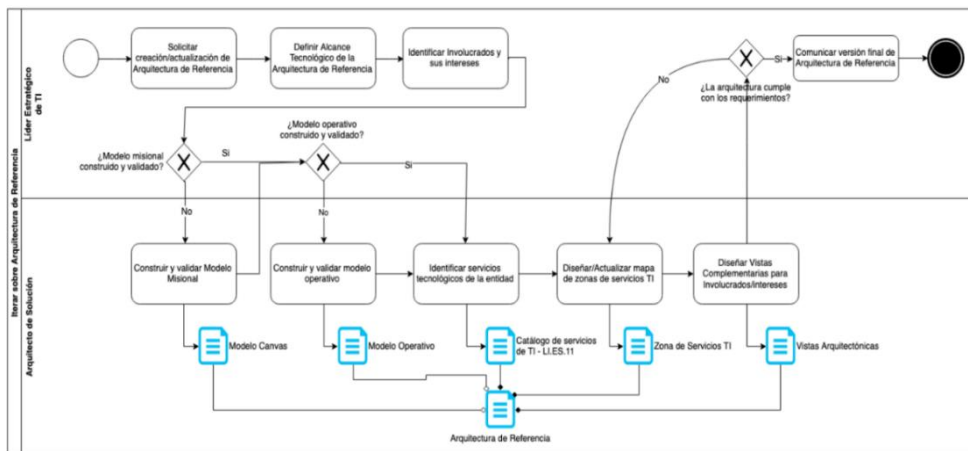 Iterar sobre Arquitectura de Referencia
Líder Estratégico
de TI
Solicitar
creación/actualización de
Arquitectura de Referencia
Definir Alcance
Tecnológico de la
Arquitectura de Referencia
Identificar Involucrados y
sus intereses
Comunicar versión final de
Arquitectura de Referencia
Si
No
¿La arquitectura cumple
con los requerimientos?
¿Modelo misional
construido y validado?
Si
¿Modelo operativo
construido y validado?
Si
No
No
Arquitecto de Solución
Construir y validar Modelo
Misional
Construir y validar modelo
operativo
Identificar servicios
tecnológicos de la entidad
Diseñar/Actualizar mapa
de zonas de servicios TI
Diseñar Vistas
Complementarias para
Involucrados/intereses
Modelo Canvas
Modelo Operativo
Catálogo de servicios
de TI - LI.ES.11
Zona de Servicios TI
Vistas Arquitectónicas
Arquitectura de Referencia